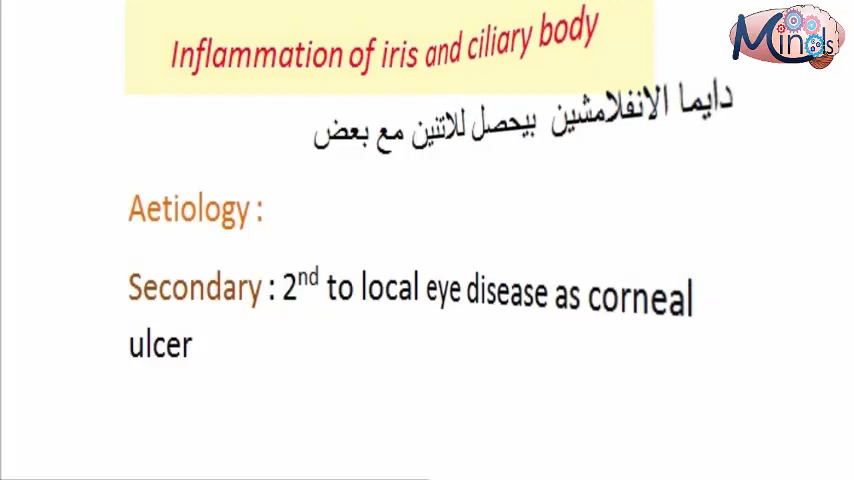 Minds
Inflammation of iris and ciliary body
دايما الانفلامشين بيحصل للاتنين مع بعض
Aetiology :
Secondary : 2nd to local eye disease as corneal
ulcer